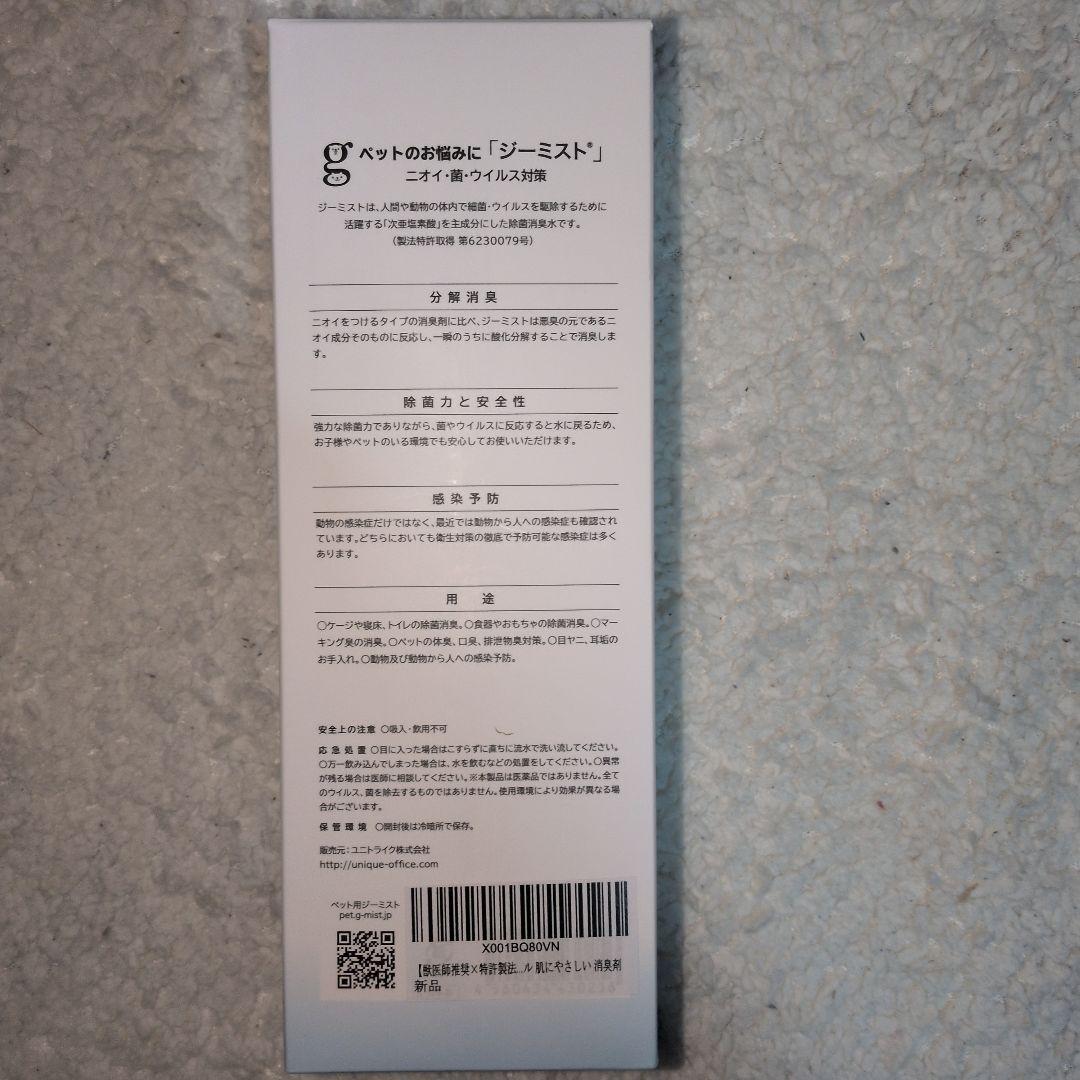 g ペットのお悩みに「ジーミスト®」
ニオイ・菌・ウイルス対策
ジーミストは、人間や動物の体内で細菌・ウイルスを駆除するために
活躍する「次亜塩素酸」を主成分にした除菌消臭水です。
（製法特許取得 第6230079号）
分解消臭
ニオイをつけるタイプの消臭剤に比べ、ジーミストは悪臭の元であるニ
オイ成分そのものに反応し、一瞬のうちに酸化分解することで消臭しま
す。
除菌力と安全性
強力な除菌力でありながら、菌やウイルスに反応すると水に戻るため、
お子様やペットのいる環境でも安心してお使いいただけます。
感染予防
動物の感染症だけではなく、最近では動物から人への感染症も確認され
ています。どちらにおいても衛生対策の徹底で予防可能な感染症は多く
あります。
用　途
○ケージや寝床、トイレの除菌消臭。○食器やおもちゃの除菌消臭。○マー
キング臭の消臭。○ペットの体臭、口臭、排泄物臭対策。○目ヤニ、耳垢の
お手入れ。○動物及び動物から人への感染予防。
安全上の注意 ○吸入・飲用不可
応急処置 ○目に入った場合はこすらずに直ちに流水で洗い流してください。
○万一飲み込んでしまった場合は、水を飲むなどの処置をしてください。○異常
が残る場合は医師に相談してください。※本製品は医薬品ではありません。全て
のウイルス、菌を除去するものではありません。使用環境により効果が異なる場
合がございます。
保管環境 ○開封後は冷暗所で保存。
販売元：ユニトライク株式会社
http://unique-office.com
ペット用ジーミスト
pet.g-mist.jp
X001BQ80VN
【獣医師推奨×特許製法...ル 肌にやさしい 消臭剤
新品